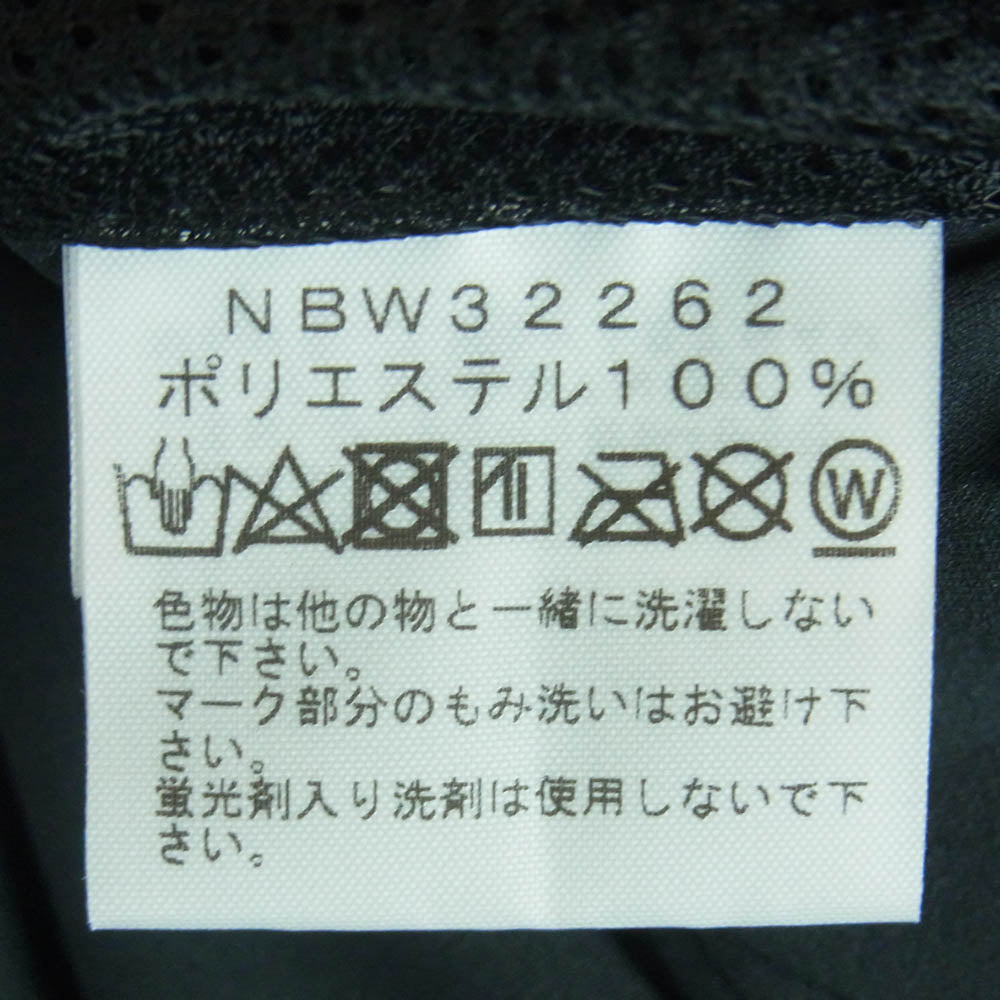 NBW32262
ポリエステル100%
W
色物は他の物と一緒に洗濯しない
で下さい。
マーク部分のもみ洗いはお避け下
さい。
蛍光剤入り洗剤は使用しないで下
さい。